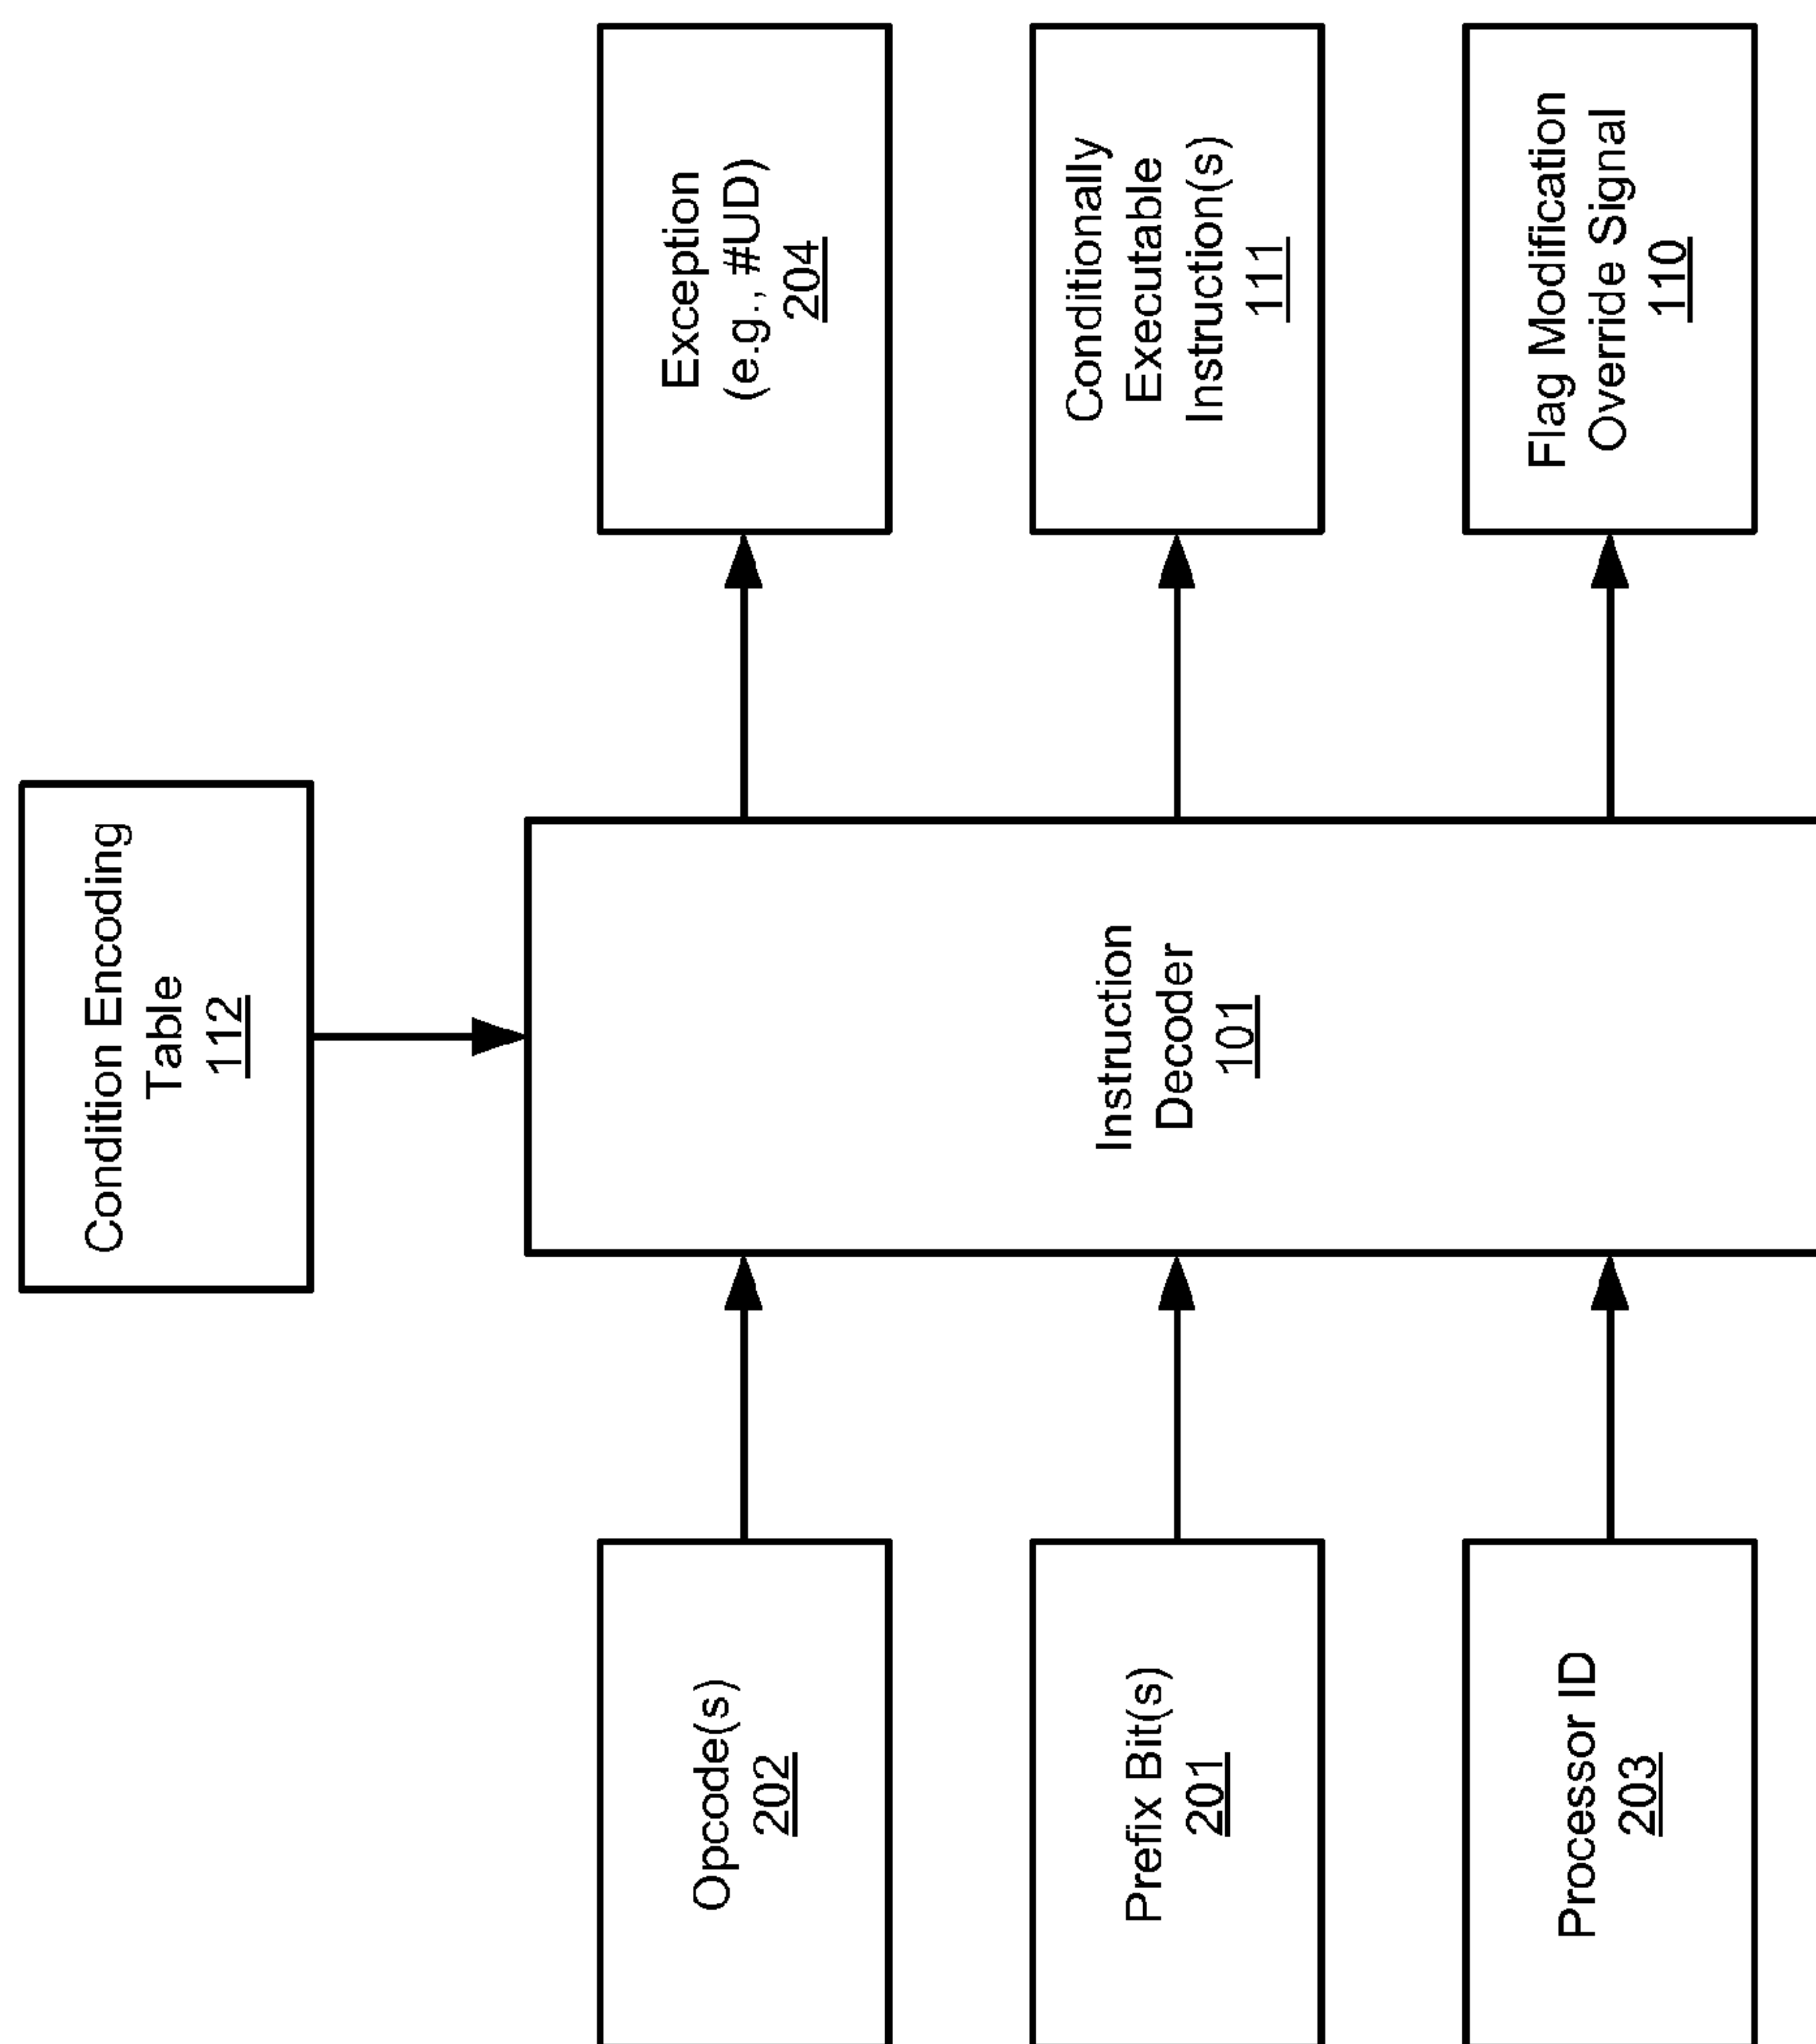 Condition Encoding
Table
112
Opcode(s)
202
Prefix Bit(s)
201
Processor ID
203
Instruction
Decoder
101
Exception
(e.g., #UD)
204
Conditionally
Executable
Instruction(s)
111
Flag Modification
Override Signal
110